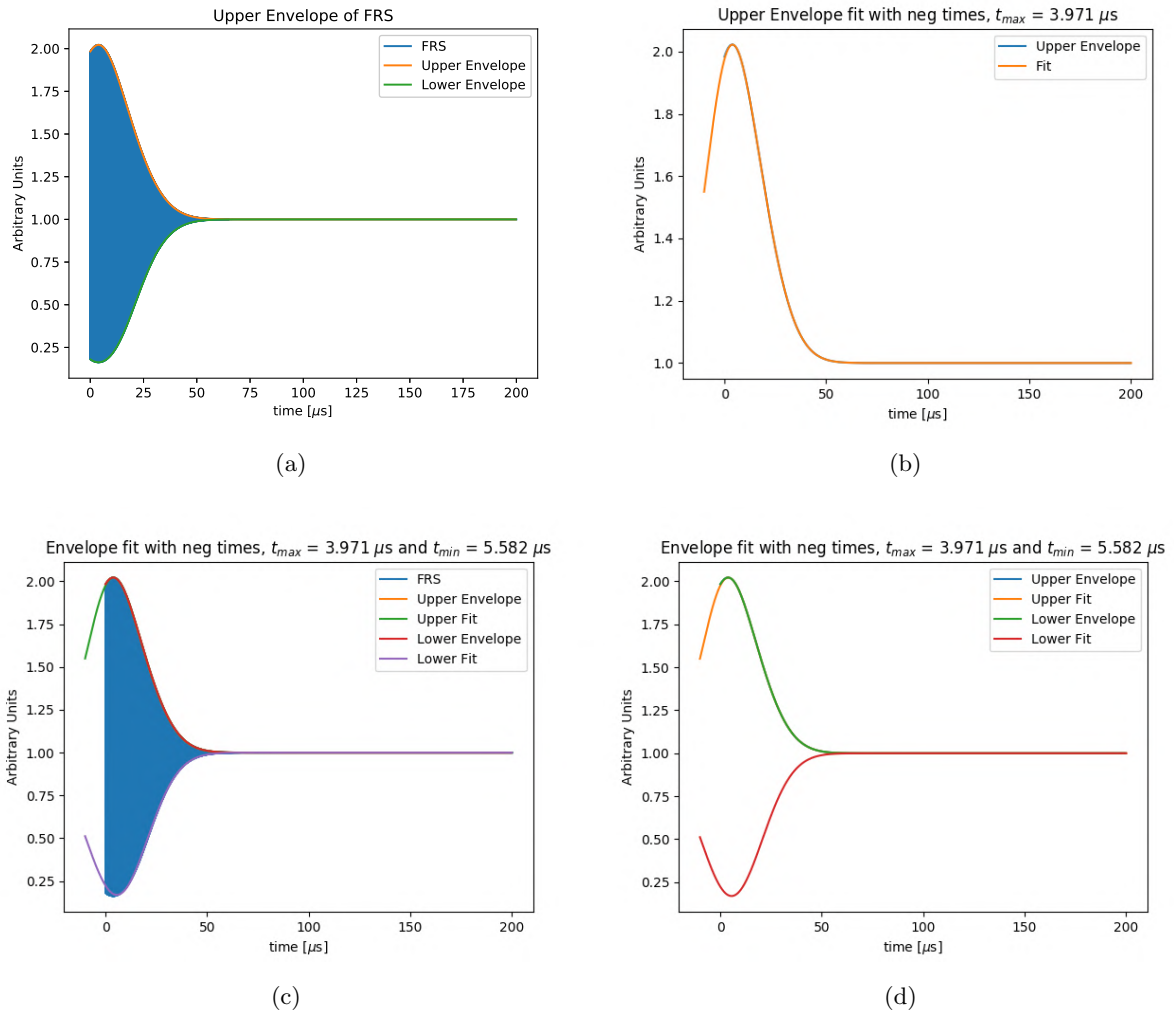 Upper Envelope of FRS
FRS
Upper Envelope
Lower Envelope
2.00
1.75
1.50
1.25
1.00
0.75
0.50
0.25
Arbitrary Units
0 25 50 75 100 125 150 175 200
time [μs]
(a)
Upper Envelope fit with neg times, t_max = 3.971 μs
Upper Envelope
Fit
2.0
1.8
1.6
1.4
1.2
1.0
Arbitrary Units
0 50 100 150 200
time [μs]
(b)
Envelope fit with neg times, t_max = 3.971 μs and t_min = 5.582 μs
FRS
Upper Envelope
Upper Fit
Lower Envelope
Lower Fit
2.00
1.75
1.50
1.25
1.00
0.75
0.50
0.25
Arbitrary Units
0 50 100 150 200
time [μs]
(c)
Envelope fit with neg times, t_max = 3.971 μs and t_min = 5.582 μs
Upper Envelope
Upper Fit
Lower Envelope
Lower Fit
2.00
1.75
1.50
1.25
1.00
0.75
0.50
0.25
Arbitrary Units
0 50 100 150 200
time [μs]
(d)